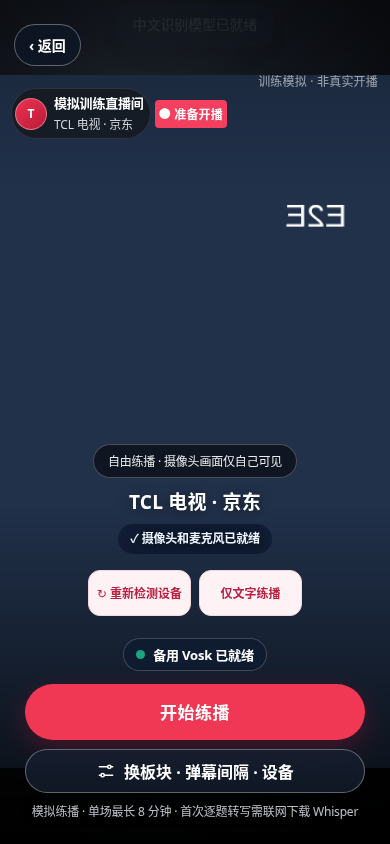 中文识别模型已就绪
‹ 返回
训练模拟 · 非真实开播
T
模拟训练直播间
TCL 电视 · 京东
准备开播
E2E
自由练播 · 摄像头画面仅自己可见
TCL 电视 · 京东
✓ 摄像头和麦克风已就绪
↻ 重新检测设备
仅文字练播
备用 Vosk 已就绪
开始练播
换板块 · 弹幕间隔 · 设备
模拟练播 · 单场最长 8 分钟 · 首次逐题转写需联网下载 Whisper